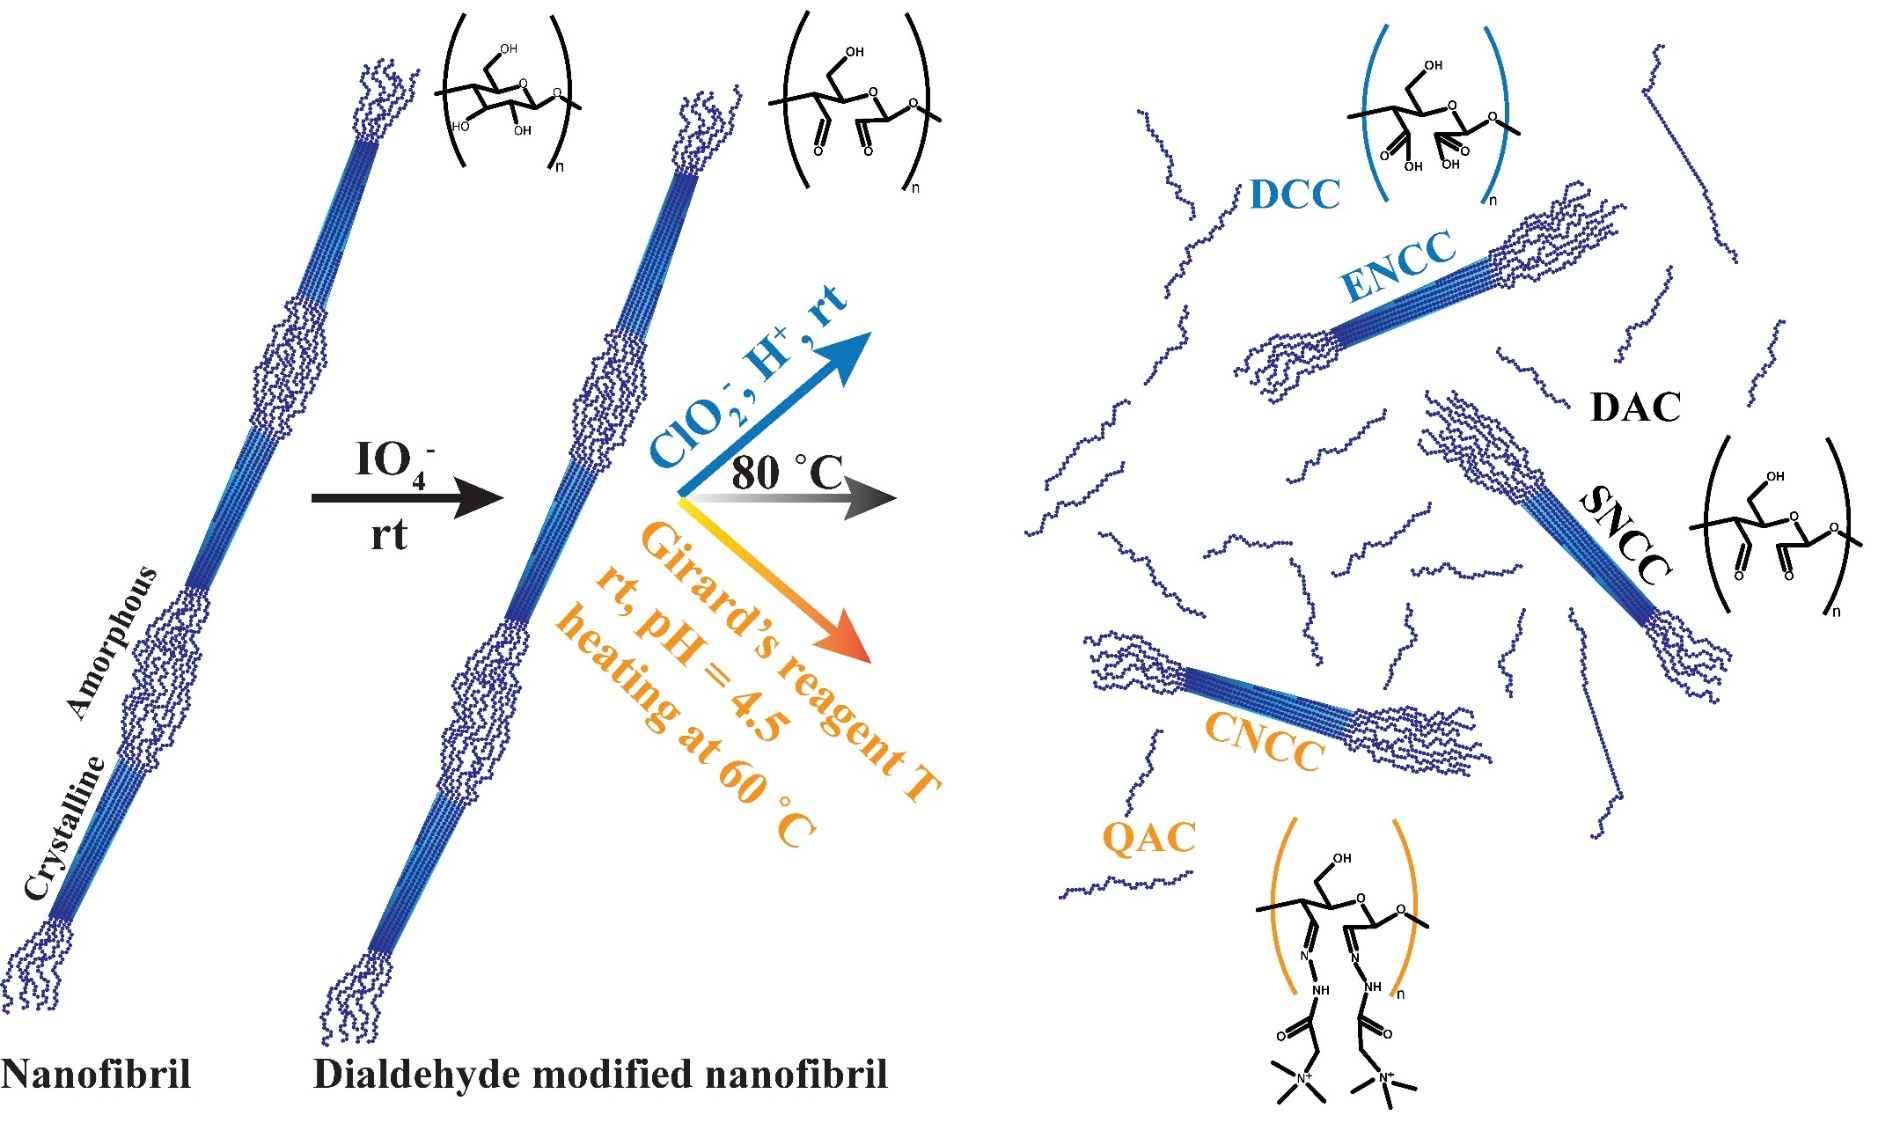 OH
O
O
HO
OH
n
OH
O
O
O
O
n
IO₄⁻
rt
Amorphous
Crystalline
ClO₂⁻, H⁺, rt
80 °C
Girard's reagent T
rt, pH = 4.5
heating at 60 °C
Nanofibril
Dialdehyde modified nanofibril
OH
O
O
O
OH
O
OH
n
DCC
ENCC
DAC
SNCC
OH
O
O
O
O
n
CNCC
QAC
OH
O
O
N
N
NH
NH
n
O
O
N⁺
N⁺